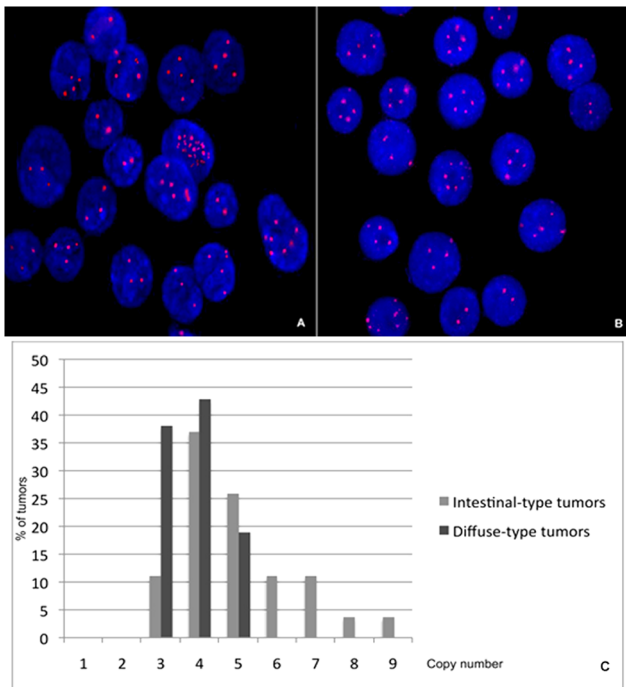 A
B
50
45
40
35
30
25
20
15
10
5
0
% of tumors
1 2 3 4 5 6 7 8 9
Copy number
Intestinal-type tumors
Diffuse-type tumors
C